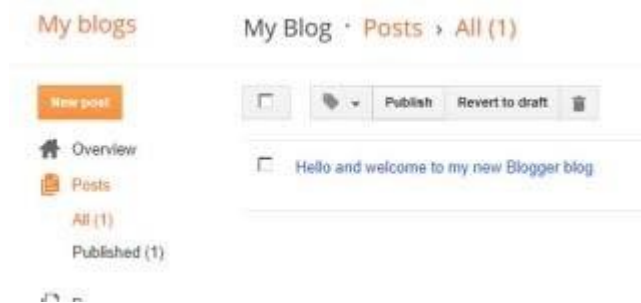 My blogs
My Blog · Posts › All (1)
New post
Publish Revert to draft
Overview
Hello and welcome to my new Blogger blog
Posts
All (1)
Published (1)